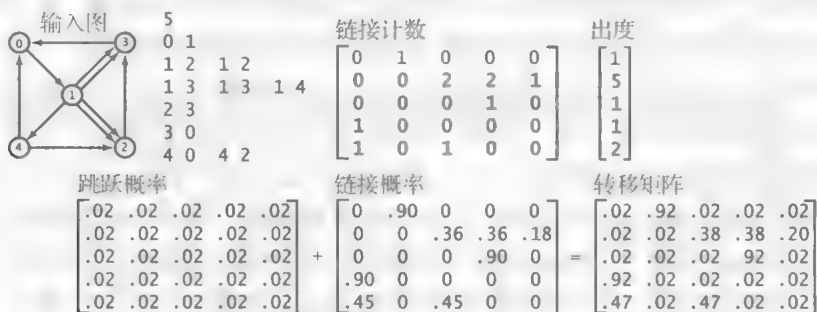 输入图
0 3 1 4 2
5
0 1
1 2 1 2
1 3 1 3 1 4
2 3
3 0
4 0 4 2
链接计数
0 1 0 0 0
0 0 2 2 1
0 0 0 1 0
1 0 0 0 0
1 0 1 0 0
出度
1
5
1
1
2
跳跃概率
.02 .02 .02 .02 .02
.02 .02 .02 .02 .02
.02 .02 .02 .02 .02
.02 .02 .02 .02 .02
.02 .02 .02 .02 .02
+
链接概率
0 .90 0 0 0
0 0 .36 .36 .18
0 0 0 .90 0
.90 0 0 0 0
.45 0 .45 0 0
=
转移矩阵
.02 .92 .02 .02 .02
.02 .02 .38 .38 .20
.02 .02 .02 .92 .02
.92 .02 .02 .02 .02
.47 .02 .47 .02 .02